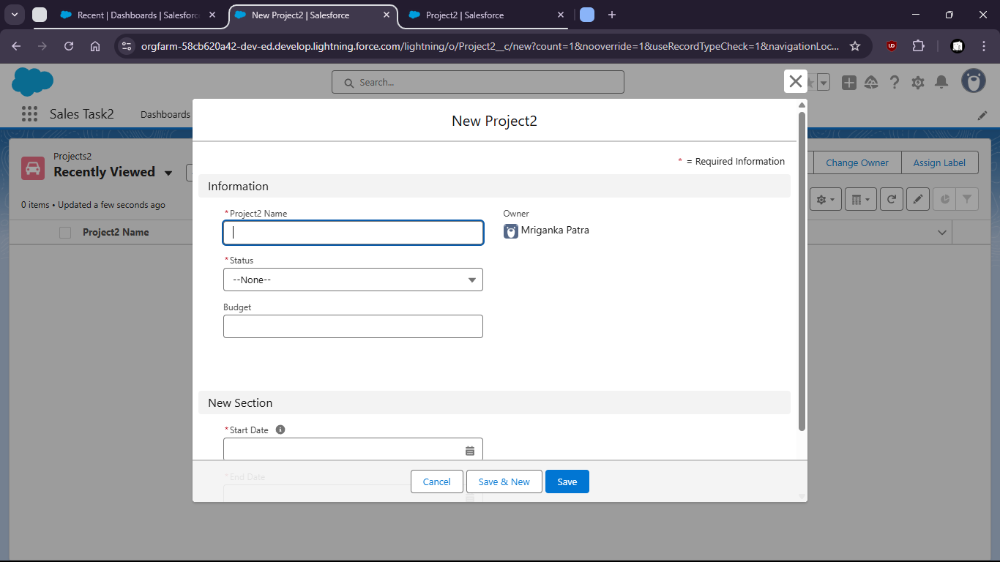 Recent | Dashboards | Salesforc
New Project2 | Salesforce
Project2 | Salesforce
orgfarm-58cb620a42-dev-ed.develop.lightning.force.com/lightning/o/Project2__c/new?count=1&nooverride=1&useRecordTypeCheck=1&navigationLoc...
Search...
Sales Task2
Dashboards
New Project2
Projects2
Recently Viewed
Change Owner
Assign Label
0 items • Updated a few seconds ago
Project2 Name
* = Required Information
Information
*Project2 Name
Owner
Mriganka Patra
*Status
--None--
Budget
New Section
*Start Date
*End Date
Cancel
Save & New
Save